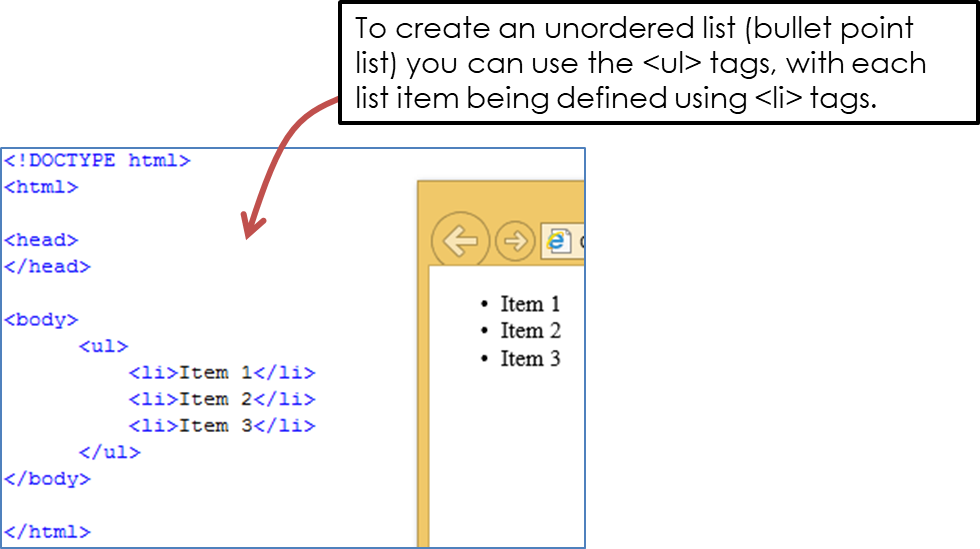 To create an unordered list (bullet point
list) you can use the <ul> tags, with each
list item being defined using <li> tags.
<!DOCTYPE html>
<html>
<head>
</head>
<body>
<ul>
<li>Item 1</li>
<li>Item 2</li>
<li>Item 3</li>
</ul>
</body>
</html>
• Item 1
• Item 2
• Item 3